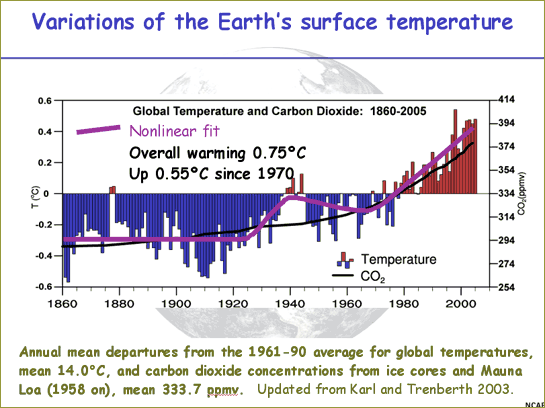 Variations of the Earth's surface temperature
Global Temperature and Carbon Dioxide: 1860-2005
Nonlinear fit
Overall warming 0.75°C
Up 0.55°C since 1970
0.6
0.4
0.2
0
-0.2
-0.4
-0.6
T (°C)
414
394
374
354
334
314
294
274
254
CO2(ppmv)
Temperature
CO2
1860 1880 1900 1920 1940 1960 1980 2000
Annual mean departures from the 1961-90 average for global temperatures,
mean 14.0°C, and carbon dioxide concentrations from ice cores and Mauna
Loa (1958 on), mean 333.7 ppmv. Updated from Karl and Trenberth 2003.
NCAR